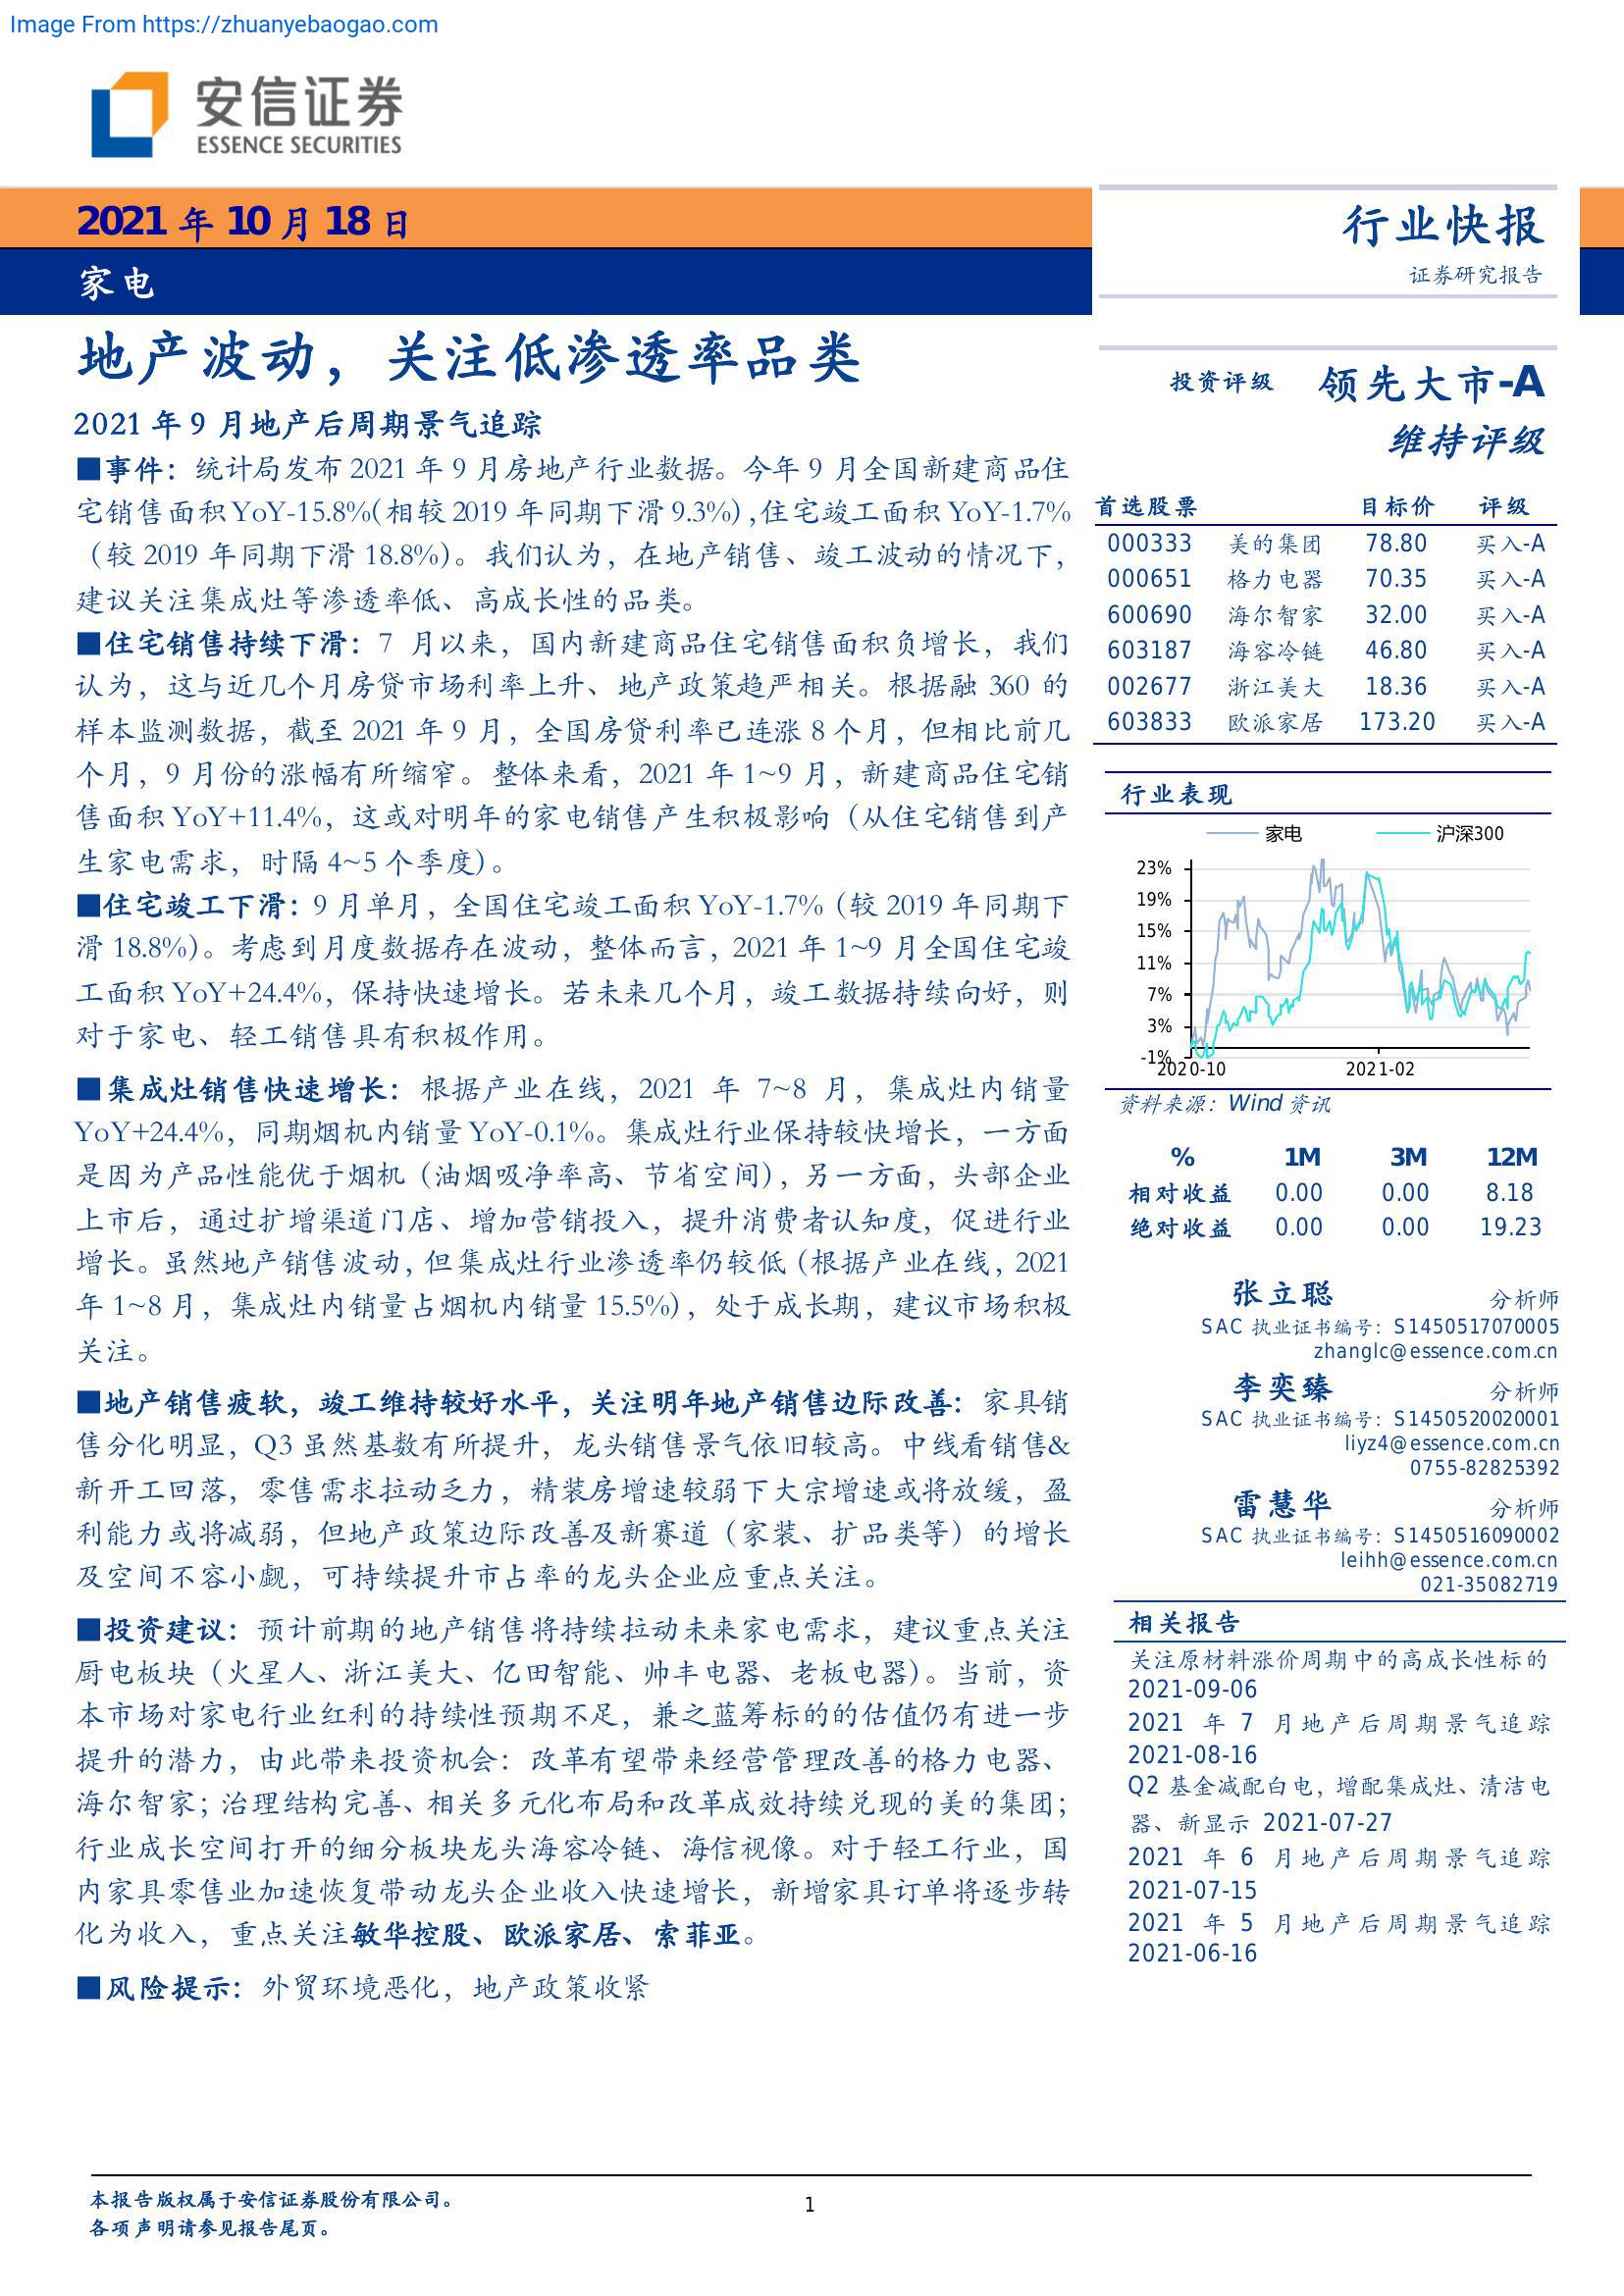 Image From https://zhuanyebaogao.com
安信证券
ESSENCE SECURITIES
2021 年 10 月 18 日
家电
行业快报
证券研究报告
地产波动，关注低渗透率品类
2021 年 9 月地产后周期景气追踪
■事件：统计局发布 2021 年 9 月房地产行业数据。今年 9 月全国新建商品住
宅销售面积 YoY-15.8%(相较 2019 年同期下滑 9.3%) ,住宅竣工面积 YoY-1.7%
（较 2019 年同期下滑 18.8%）。我们认为，在地产销售、竣工波动的情况下，
建议关注集成灶等渗透率低、高成长性的品类。
■住宅销售持续下滑：7 月以来，国内新建商品住宅销售面积负增长，我们
认为，这与近几个月房贷市场利率上升、地产政策趋严相关。根据融 360 的
样本监测数据，截至 2021 年 9 月，全国房贷利率已连涨 8 个月，但相比前几
个月，9 月份的涨幅有所缩窄。整体来看，2021 年 1~9 月，新建商品住宅销
售面积 YoY+11.4%，这或对明年的家电销售产生积极影响（从住宅销售到产
生家电需求，时隔 4~5 个季度）。
■住宅竣工下滑：9 月单月，全国住宅竣工面积 YoY-1.7%（较 2019 年同期下
滑 18.8%）。考虑到月度数据存在波动，整体而言，2021 年 1~9 月全国住宅竣
工面积 YoY+24.4%，保持快速增长。若未来几个月，竣工数据持续向好，则
对于家电、轻工销售具有积极作用。
■集成灶销售快速增长：根据产业在线，2021 年 7~8 月，集成灶内销量
YoY+24.4%，同期烟机内销量 YoY-0.1%。集成灶行业保持较快增长，一方面
是因为产品性能优于烟机（油烟吸净率高、节省空间），另一方面，头部企业
上市后，通过扩增渠道门店、增加营销投入，提升消费者认知度，促进行业
增长。虽然地产销售波动，但集成灶行业渗透率仍较低（根据产业在线，2021
年 1~8 月，集成灶内销量占烟机内销量 15.5%），处于成长期，建议市场积极
关注。
■地产销售疲软，竣工维持较好水平，关注明年地产销售边际改善：家具销
售分化明显，Q3 虽然基数有所提升，龙头销售景气依旧较高。中线看销售&
新开工回落，零售需求拉动乏力，精装房增速较弱下大宗增速或将放缓，盈
利能力或将减弱，但地产政策边际改善及新赛道（家装、扩品类等）的增长
及空间不容小觑，可持续提升市占率的龙头企业应重点关注。
■投资建议：预计前期的地产销售将持续拉动未来家电需求，建议重点关注
厨电板块（火星人、浙江美大、亿田智能、帅丰电器、老板电器）。当前，资
本市场对家电行业红利的持续性预期不足，兼之蓝筹标的的估值仍有进一步
提升的潜力，由此带来投资机会：改革有望带来经营管理改善的格力电器、
海尔智家；治理结构完善、相关多元化布局和改革成效持续兑现的美的集团；
行业成长空间打开的细分板块龙头海容冷链、海信视像。对于轻工行业，国
内家具零售业加速恢复带动龙头企业收入快速增长，新增家具订单将逐步转
化为收入，重点关注敏华控股、欧派家居、索菲亚。
■风险提示：外贸环境恶化，地产政策收紧
投资评级 领先大市-A
维持评级
首选股票 目标价 评级
000333 美的集团 78.80 买入-A
000651 格力电器 70.35 买入-A
600690 海尔智家 32.00 买入-A
603187 海容冷链 46.80 买入-A
002677 浙江美大 18.36 买入-A
603833 欧派家居 173.20 买入-A
行业表现
家电 沪深300
23%
19%
15%
11%
7%
3%
-1%
2020-10 2021-02
资料来源：Wind 资讯
% 1M 3M 12M
相对收益 0.00 0.00 8.18
绝对收益 0.00 0.00 19.23
张立聪 分析师
SAC 执业证书编号：S1450517070005
zhanglc@essence.com.cn
李奕臻 分析师
SAC 执业证书编号：S1450520020001
liyz4@essence.com.cn
0755-82825392
雷慧华 分析师
SAC 执业证书编号：S1450516090002
leihh@essence.com.cn
021-35082719
相关报告
关注原材料涨价周期中的高成长性标的
2021-09-06
2021 年 7 月地产后周期景气追踪
2021-08-16
Q2 基金减配白电，增配集成灶、清洁电
器、新显示 2021-07-27
2021 年 6 月地产后周期景气追踪
2021-07-15
2021 年 5 月地产后周期景气追踪
2021-06-16
本报告版权属于安信证券股份有限公司。
各项声明请参见报告尾页。
1